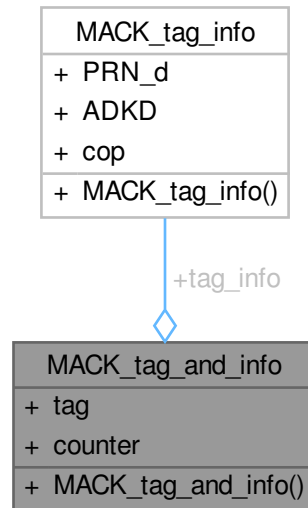 MACK_tag_info
+ PRN_d
+ ADKD
+ cop
+ MACK_tag_info()
+tag_info
MACK_tag_and_info
+ tag
+ counter
+ MACK_tag_and_info()